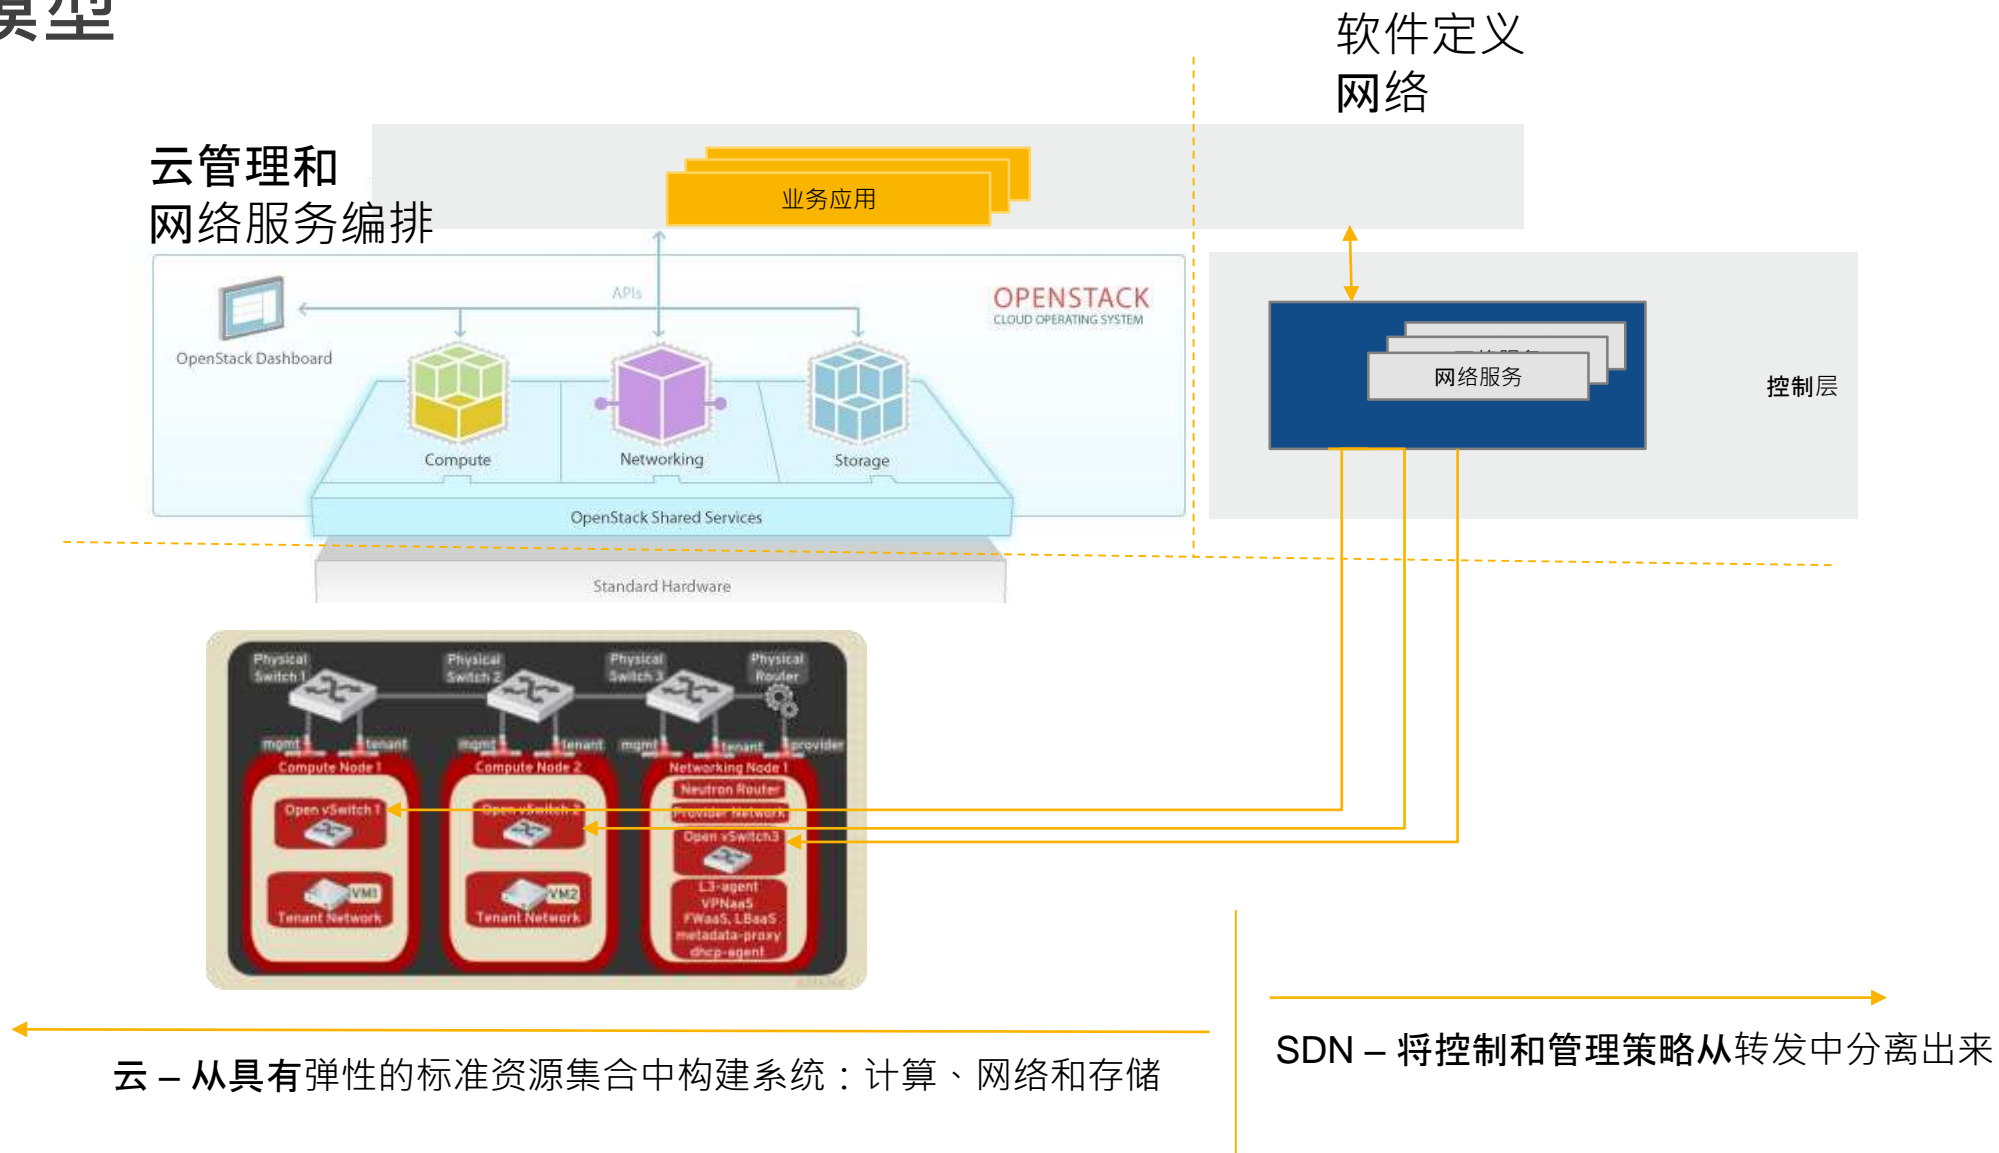 模型
软件定义
网络
云管理和
网络服务编排
业务应用
APIs
OPENSTACK
CLOUD OPERATING SYSTEM
OpenStack Dashboard
网络服务
控制层
Compute
Networking
Storage
OpenStack Shared Services
Standard Hardware
Physical
Switch 1
Physical
Switch 2
Physical
Switch 3
Physical
Router
mgmt
tenant
mgmt
tenant
mgmt
tenant
provider
Compute Node 1
Compute Node 2
Networking Node 1
Neutron Router
Provider Network
Open vSwitch 1
Open vSwitch 2
Open vSwitch3
VM1
Tenant Network
VM2
Tenant Network
L3-agent
VPNaaS
FWaaS, LBaaS
metadata-proxy
dhcp-agent
云 – 从具有弹性的标准资源集合中构建系统：计算、网络和存储
SDN – 将控制和管理策略从转发中分离出来